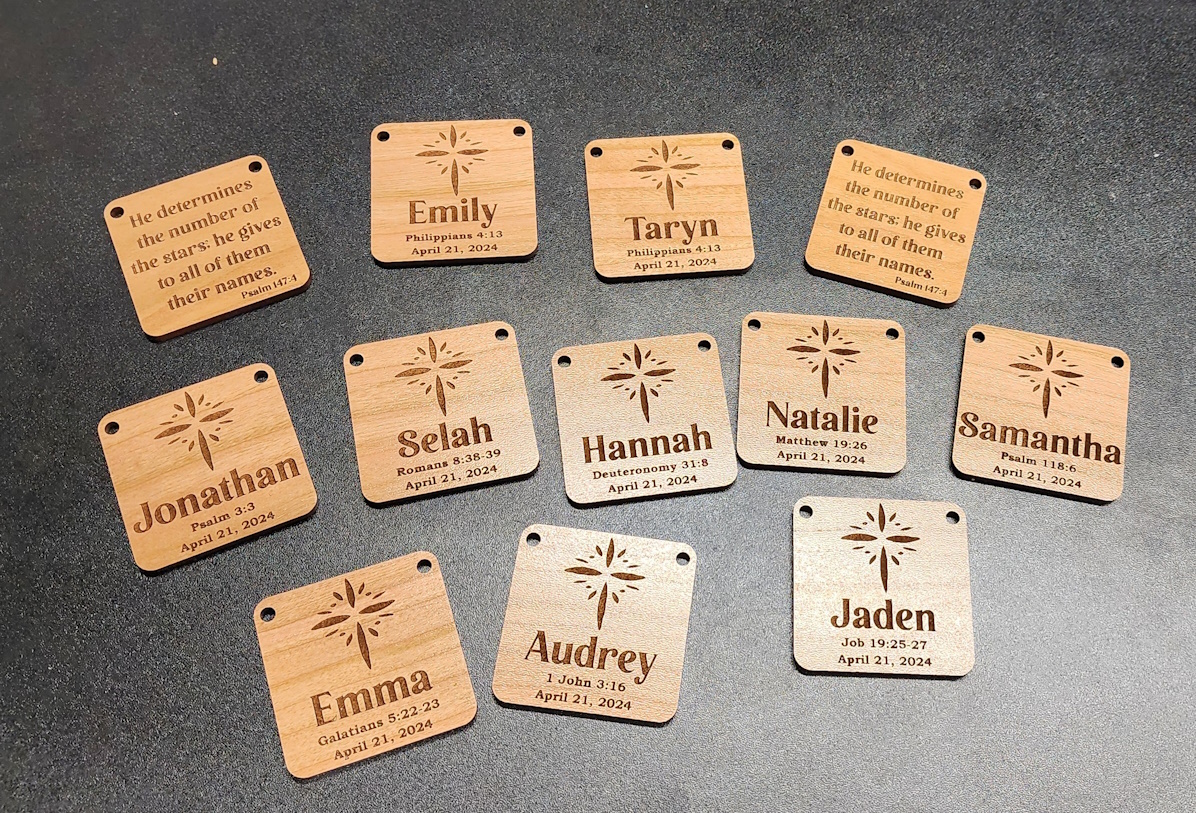 He determines
the number of
the stars; he gives
to all of them
their names.
Psalm 147:4
Emily
Philippians 4:13
April 21, 2024
Taryn
Philippians 4:13
April 21, 2024
He determines
the number of
the stars; he gives
to all of them
their names.
Psalm 147:4
Jonathan
Psalm 3:3
April 21, 2024
Selah
Romans 8:38-39
April 21, 2024
Hannah
Deuteronomy 31:8
April 21, 2024
Natalie
Matthew 19:26
April 21, 2024
Samantha
Psalm 118:6
April 21, 2024
Emma
Galatians 5:22-23
April 21, 2024
Audrey
1 John 3:16
April 21, 2024
Jaden
Job 19:25-27
April 21, 2024